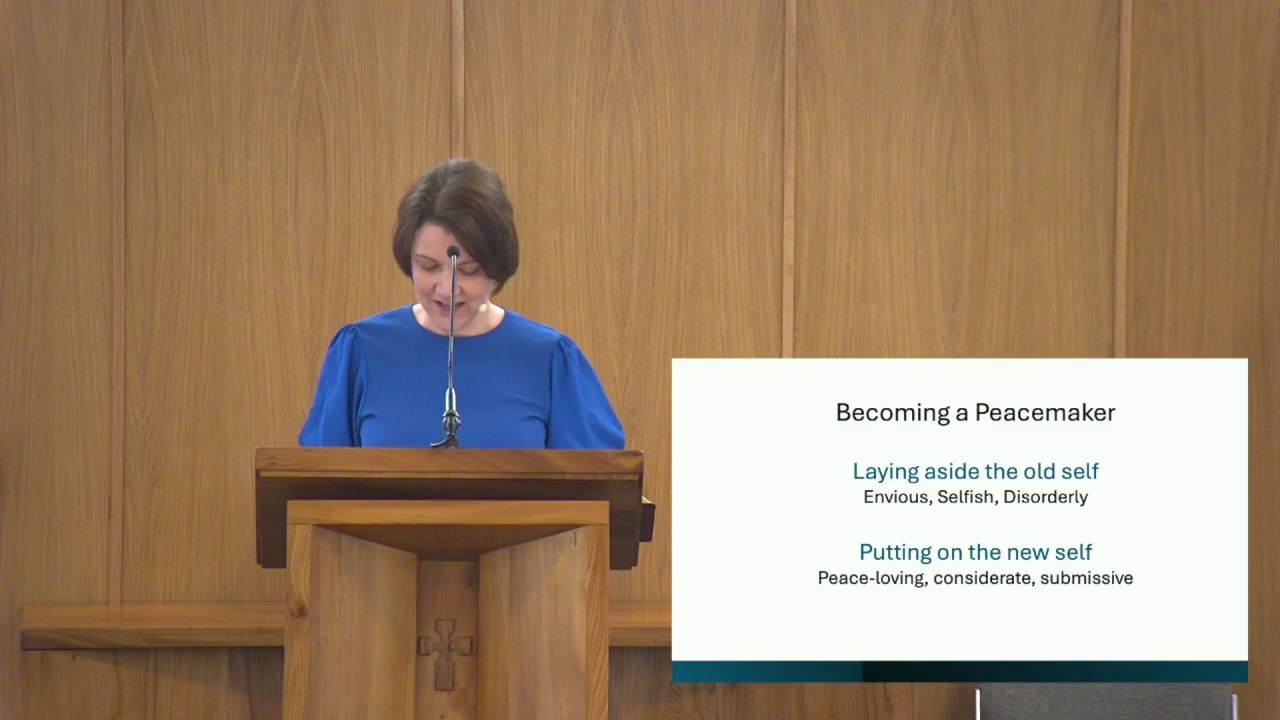 Becoming a Peacemaker
Laying aside the old self
Envious, Selfish, Disorderly
Putting on the new self
Peace-loving, considerate, submissive